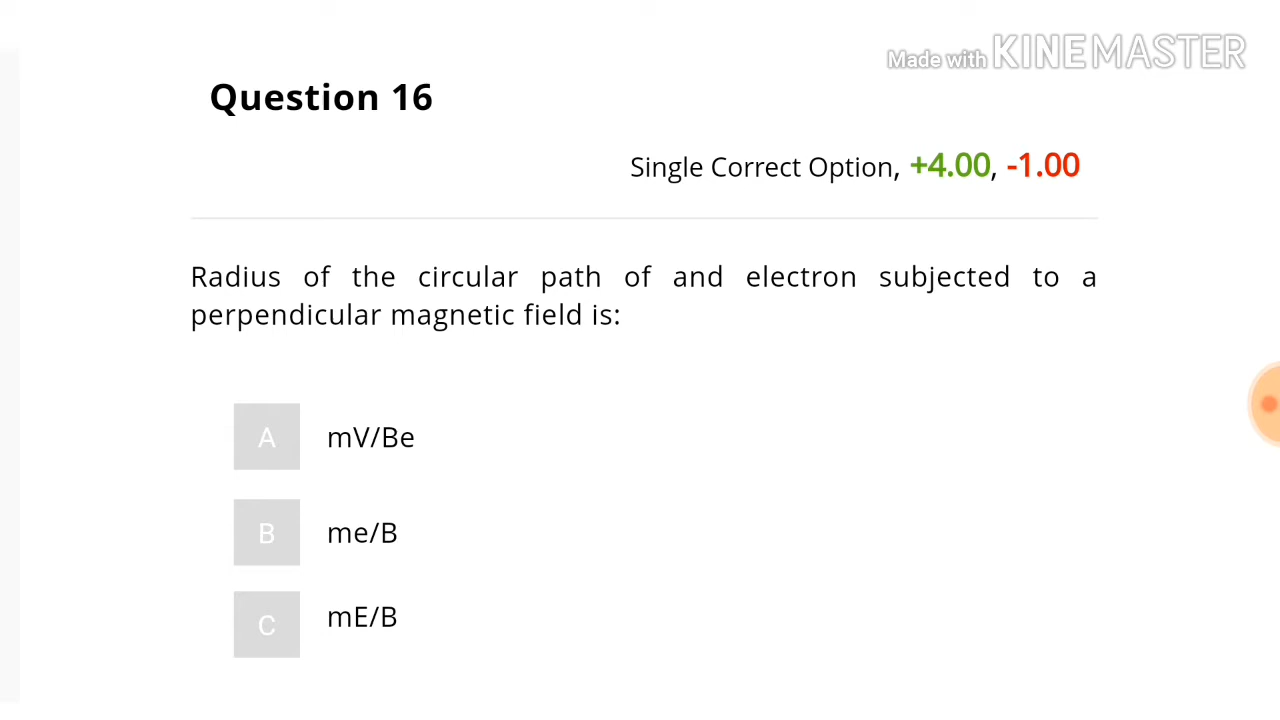 Made with KINEMASTER
Question 16
Single Correct Option, +4.00, -1.00
Radius of the circular path of and electron subjected to a
perpendicular magnetic field is:
A mV/Be
B me/B
C mE/B